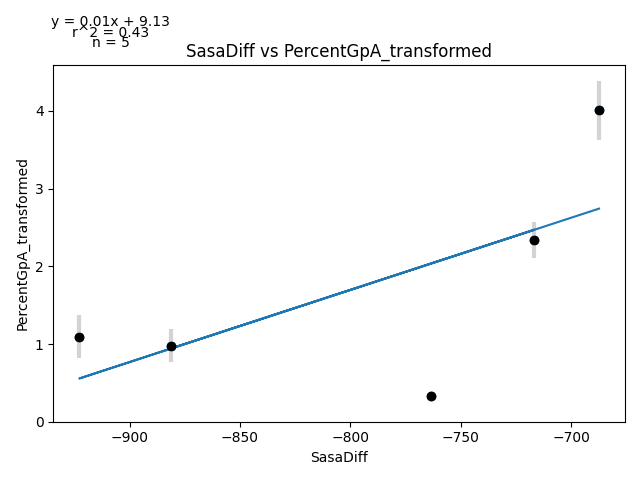 y = 0.01x + 9.13
r^2 = 0.43
n = 5
SasaDiff vs PercentGpA_transformed
PercentGpA_transformed
4
3
2
1
0
−900
−850
−800
−750
−700
SasaDiff